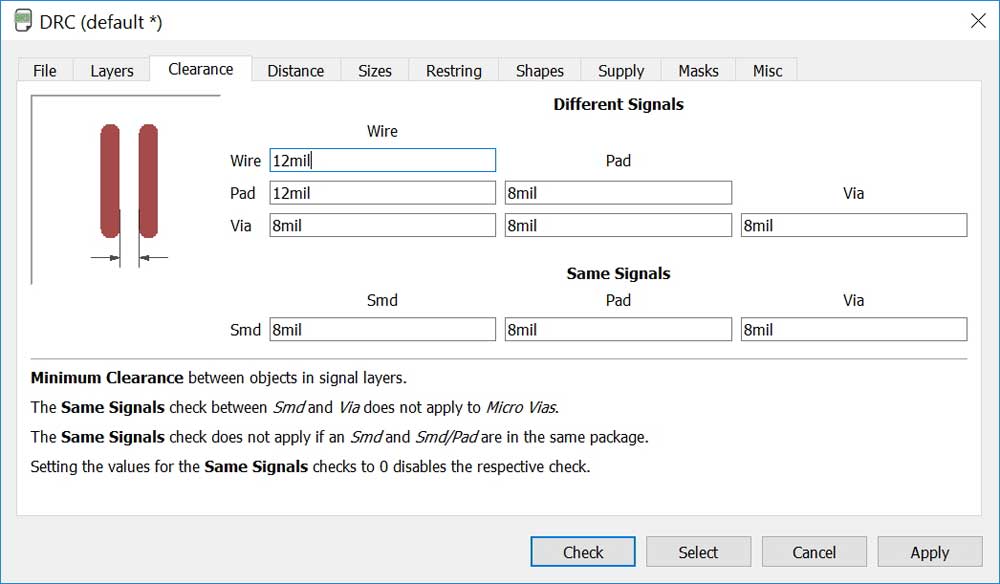 DRC (default *)
File Layers Clearance Distance Sizes Restring Shapes Supply Masks Misc
Different Signals
Wire
Wire 12mil Pad
Pad 12mil 8mil Via
Via 8mil 8mil 8mil
Same Signals
Smd Pad Via
Smd 8mil 8mil 8mil
Minimum Clearance between objects in signal layers.
The Same Signals check between Smd and Via does not apply to Micro Vias.
The Same Signals check does not apply if an Smd and Smd/Pad are in the same package.
Setting the values for the Same Signals checks to 0 disables the respective check.
Check Select Cancel Apply